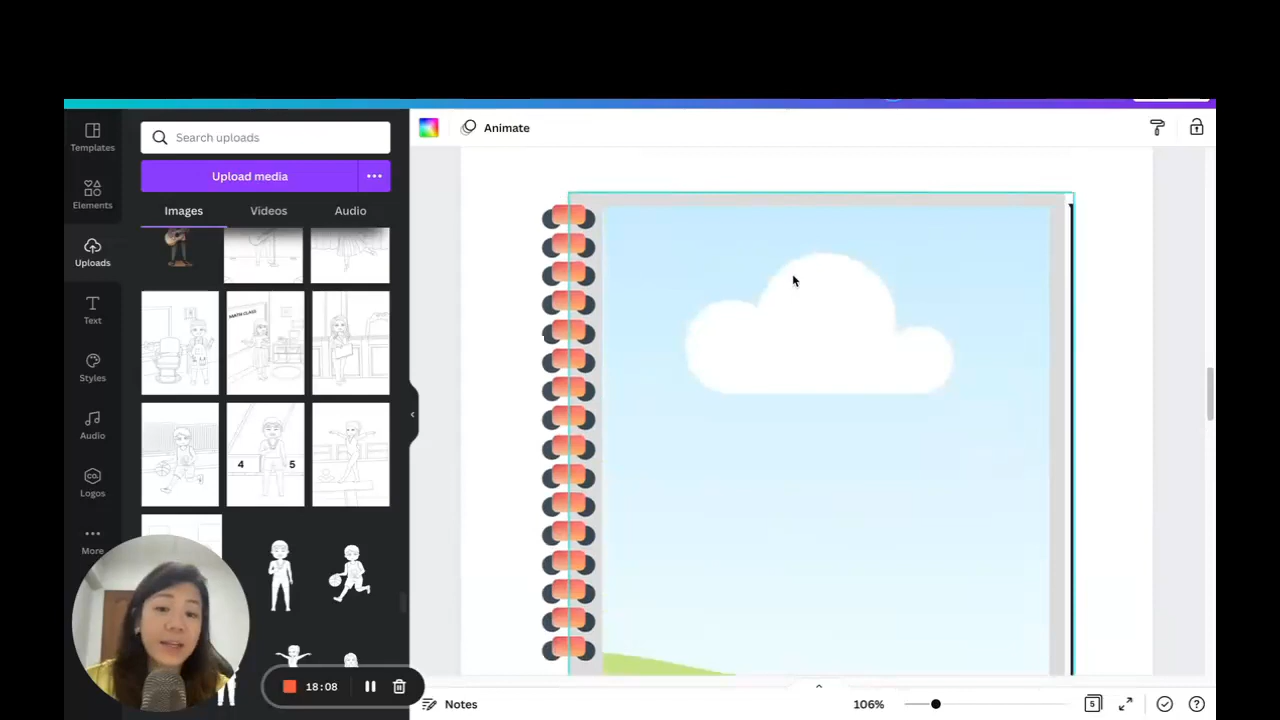 Templates
Elements
Uploads
Text
Styles
Audio
Logos
CO.
More
Search uploads
Upload media
Images
Videos
Audio
MATH CLASS
4
5
Animate
18:08
Notes
106%
5